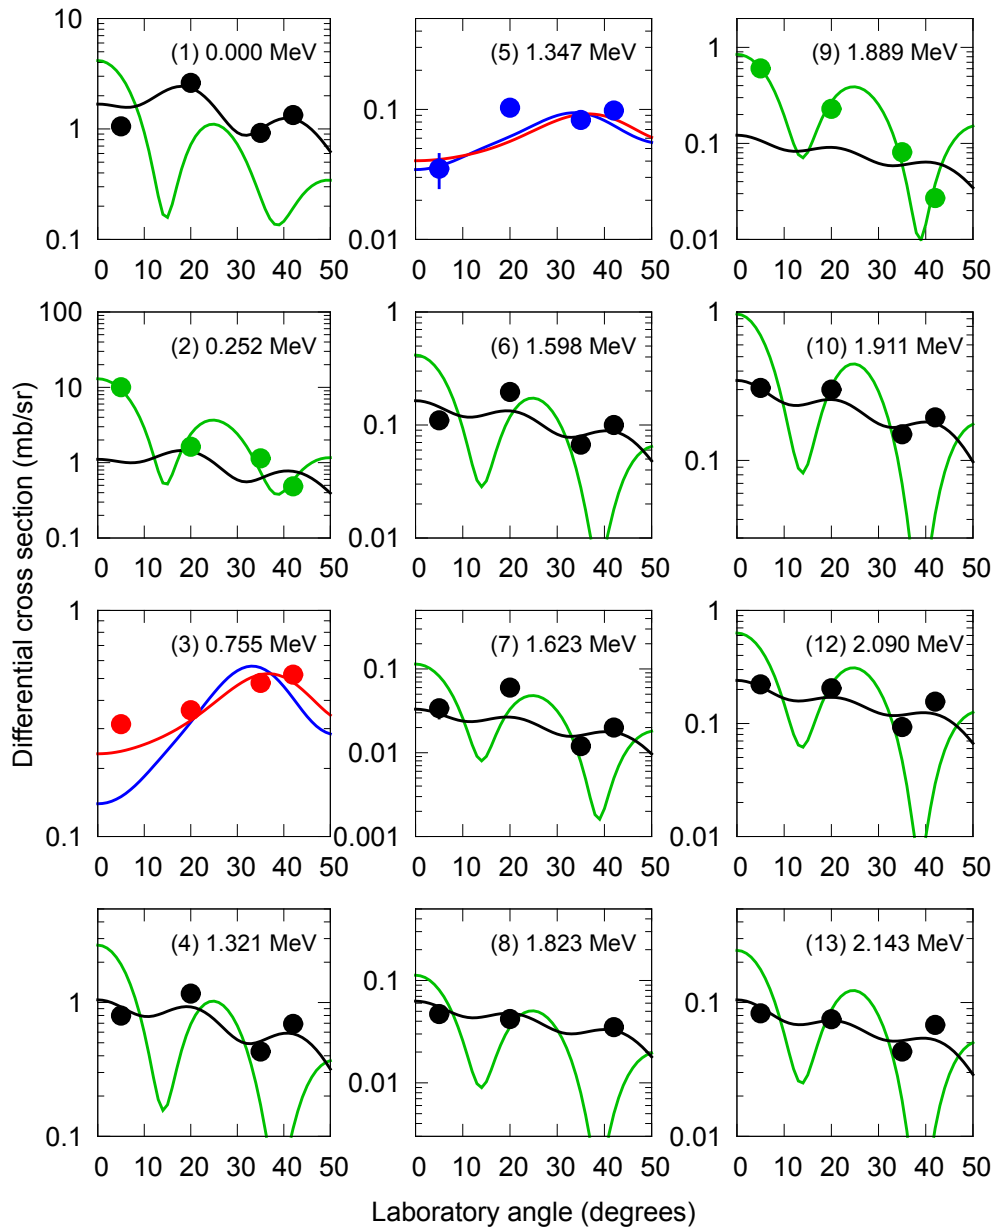 Differential cross section (mb/sr)
(1) 0.000 MeV
10
1
0.1
0 10 20 30 40 50
(5) 1.347 MeV
0.1
0.01
0 10 20 30 40 50
(9) 1.889 MeV
1
0.1
0.01
0 10 20 30 40 50
(2) 0.252 MeV
100
10
1
0.1
0 10 20 30 40 50
(6) 1.598 MeV
1
0.1
0.01
0 10 20 30 40 50
(10) 1.911 MeV
1
0.1
0 10 20 30 40 50
(3) 0.755 MeV
1
0.1
0 10 20 30 40 50
(7) 1.623 MeV
0.1
0.01
0.001
0 10 20 30 40 50
(12) 2.090 MeV
1
0.1
0.01
0 10 20 30 40 50
(4) 1.321 MeV
1
0.1
0 10 20 30 40 50
(8) 1.823 MeV
0.1
0.01
0 10 20 30 40 50
(13) 2.143 MeV
0.1
0.01
0 10 20 30 40 50
Laboratory angle (degrees)